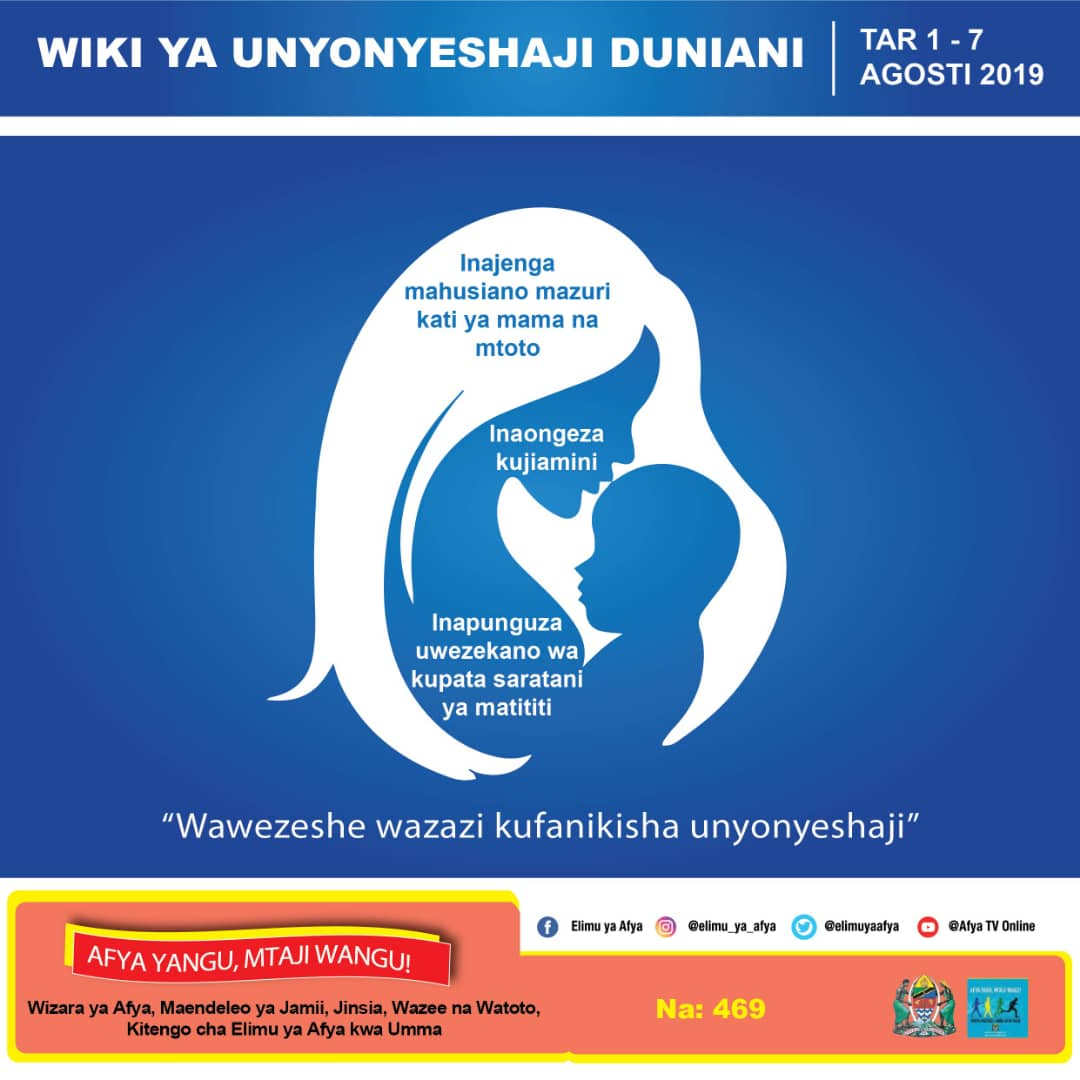 WIKI YA UNYONYESHAJI DUNIANI
TAR 1 - 7
AGOSTI 2019
Inajenga
mahusiano mazuri
kati ya mama na
mtoto
Inaongeza
kujiamini
Inapunguza
uwezekano wa
kupata saratani
ya matititi
“Wawezeshe wazazi kufanikisha unyonyeshaji”
Elimu ya Afya
@elimu_ya_afya
@elimuyaafya
@Afya TV Online
AFYA YANGU, MTAJI WANGU!
Wizara ya Afya, Maendeleo ya Jamii, Jinsia, Wazee na Watoto,
Kitengo cha Elimu ya Afya kwa Umma
Na: 469